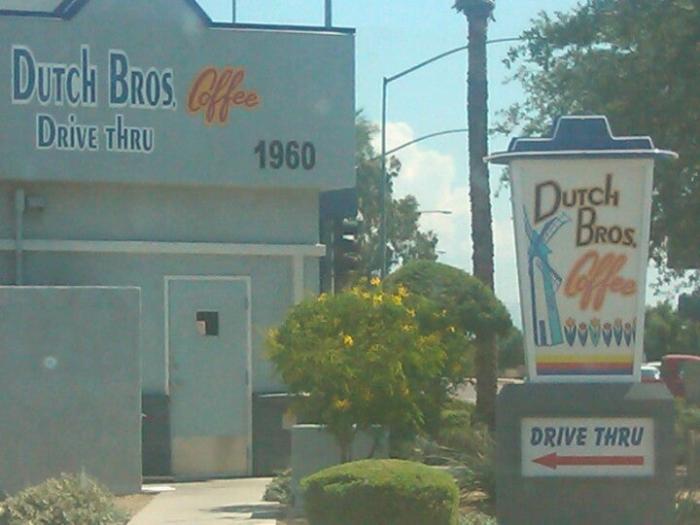 Dutch Bros. Coffee
Drive thru
1960
Dutch
Bros.
Coffee
DRIVE THRU